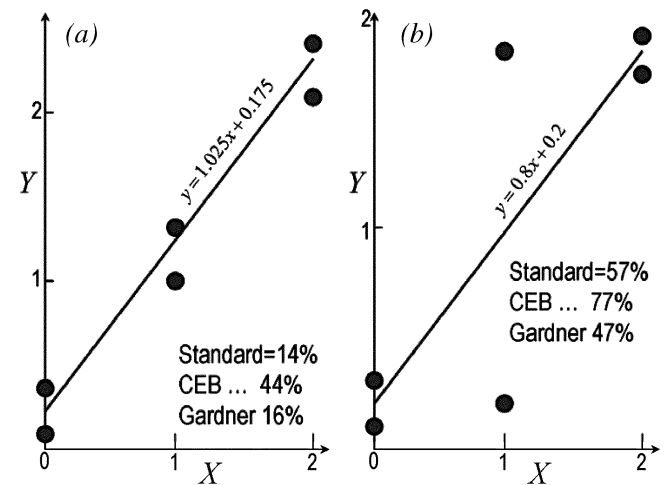 (a)
2
Y
1
y=1.025x+0.175
Standard=14%
CEB ... 44%
Gardner 16%
0
1
2
X
(b)
2
Y
1
y=0.8x+0.2
Standard=57%
CEB ... 77%
Gardner 47%
0
1
2
X